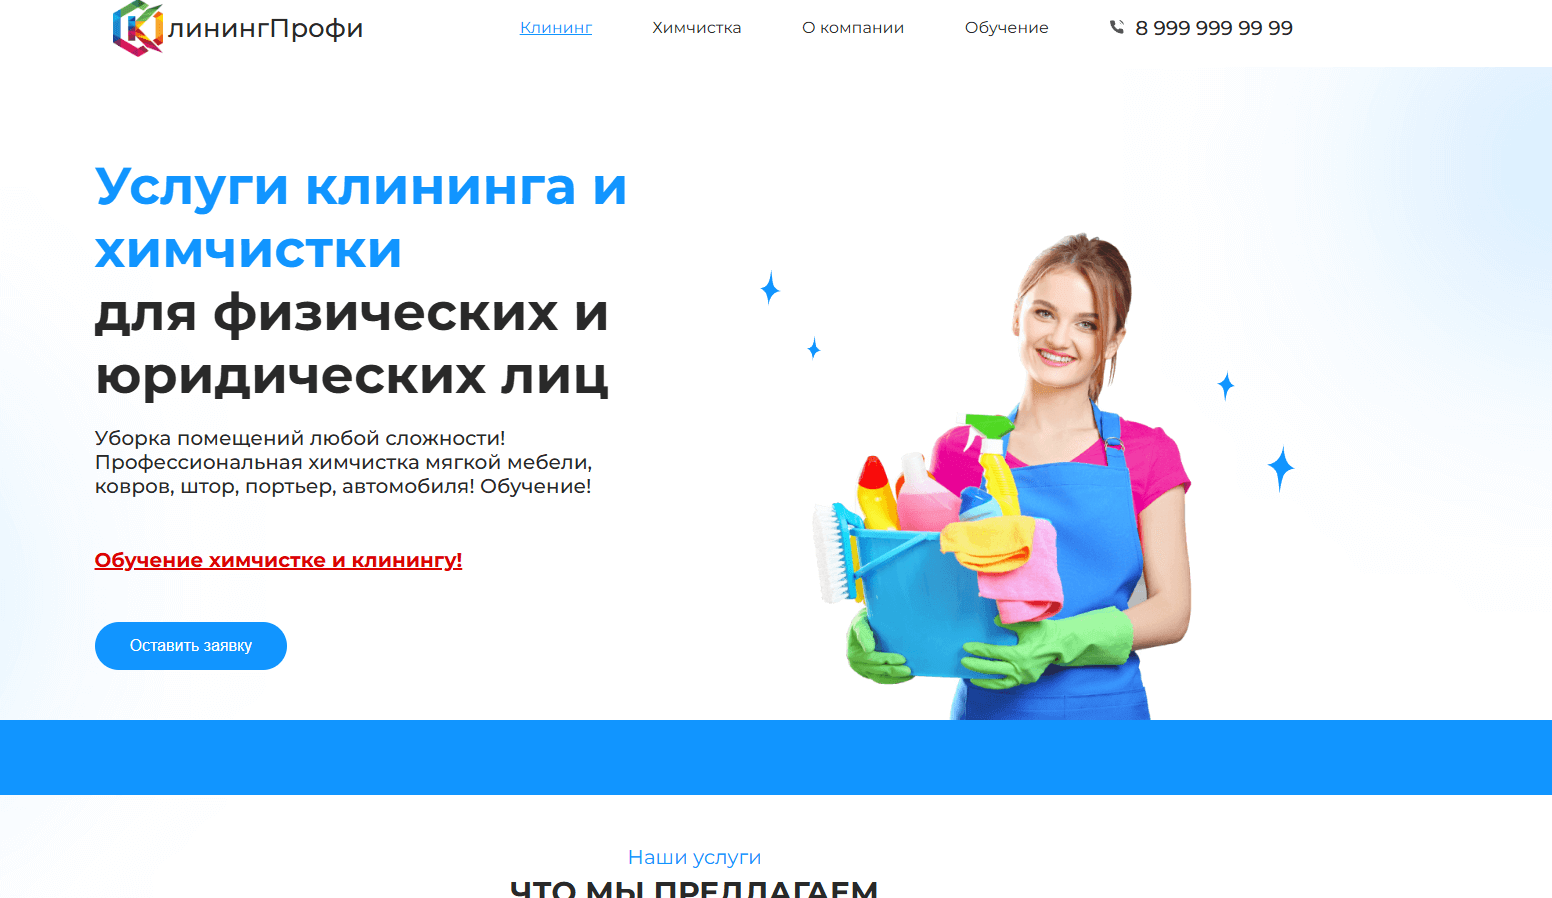 КлинингПрофи
Клининг
Химчистка
О компании
Обучение
8 999 999 99 99
Услуги клининга и
химчистки
для физических и
юридических лиц
Уборка помещений любой сложности!
Профессиональная химчистка мягкой мебели,
ковров, штор, портьер, автомобиля! Обучение!
Обучение химчистке и клинингу!
Оставить заявку
Наши услуги
ЧТО МЫ ПРЕДЛАГАЕМ